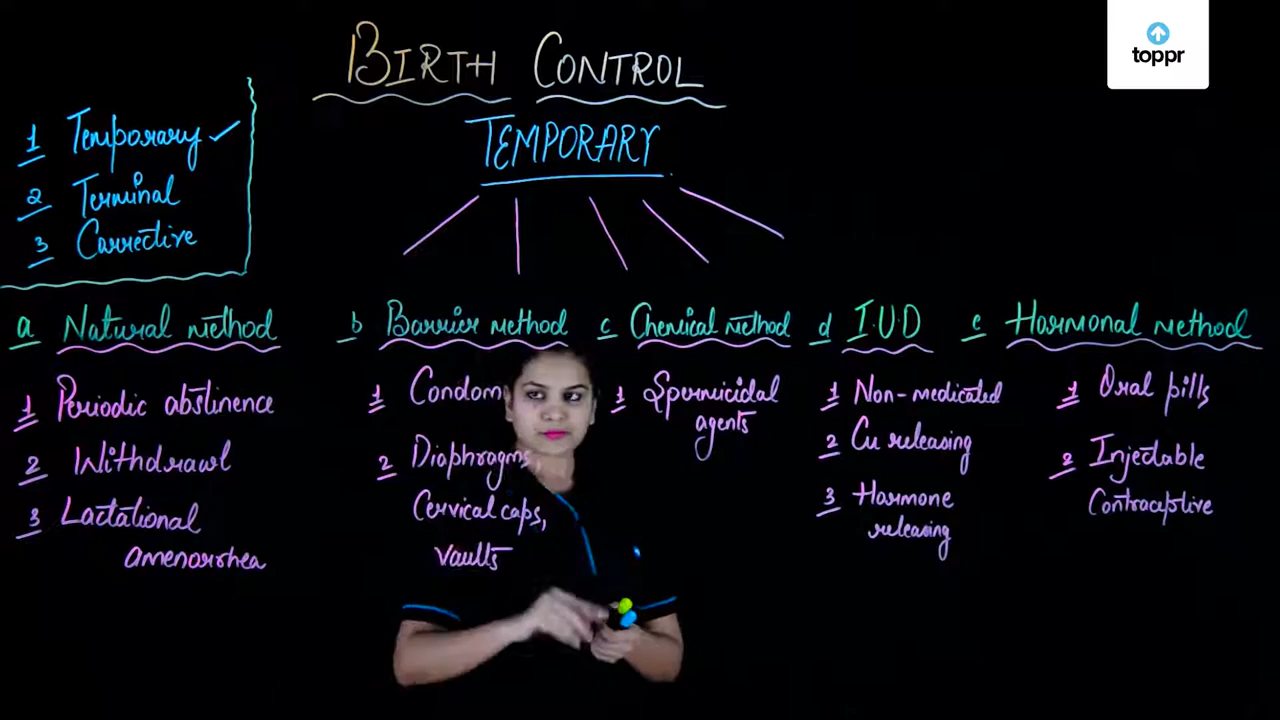 BIRTH CONTROL
toppr
TEMPORARY
1 Temporary ✓
2 Terminal
3 Corrective
a Natural method
1 Periodic abstinence
2 Withdrawl
3 Lactational
amenorrhea
b Barrier method
1 Condom
2 Diaphragms,
Cervical caps,
vaults
c Chemical method
1 Spermicidal
agents
d I.U.D
1 Non-medicated
2 Cu releasing
3 Hormone
releasing
e Hormonal method
1 Oral pills
2 Injectable
Contraceptive